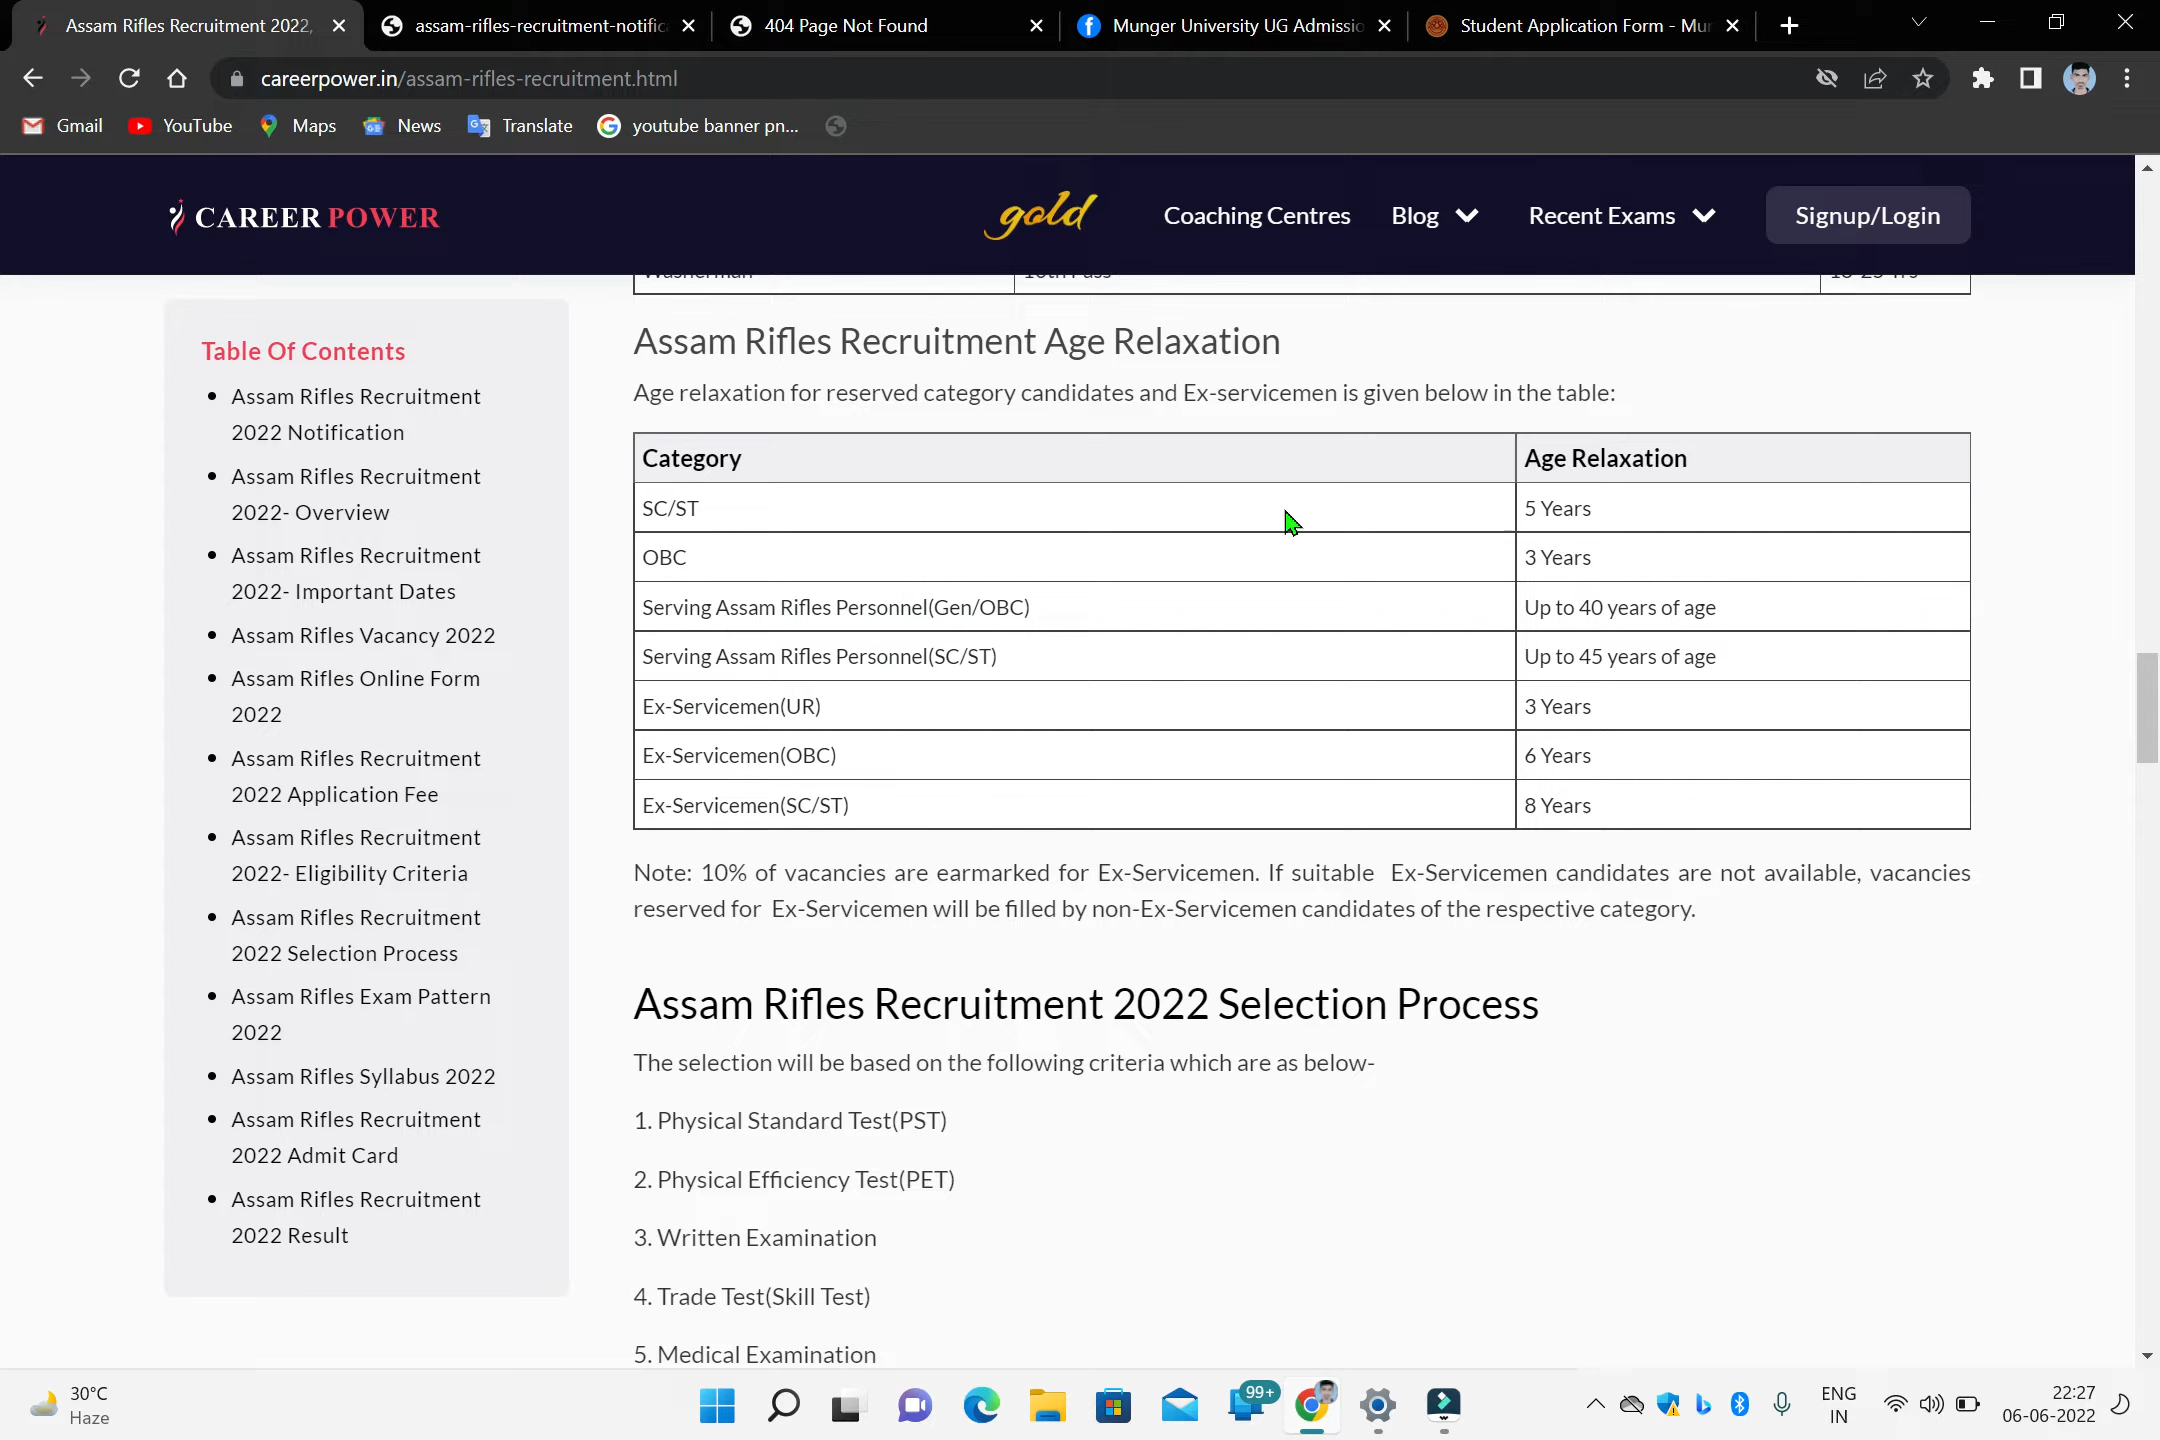 Assam Rifles Recruitment 2022,
assam-rifles-recruitment-notific
404 Page Not Found
Munger University UG Admissio
Student Application Form - Mu
careerpower.in/assam-rifles-recruitment.html
Gmail
YouTube
Maps
News
Translate
youtube banner pn...
CAREER POWER
gold
Coaching Centres
Blog
Recent Exams
Signup/Login
Table Of Contents
Assam Rifles Recruitment
2022 Notification
Assam Rifles Recruitment
2022- Overview
Assam Rifles Recruitment
2022- Important Dates
Assam Rifles Vacancy 2022
Assam Rifles Online Form
2022
Assam Rifles Recruitment
2022 Application Fee
Assam Rifles Recruitment
2022- Eligibility Criteria
Assam Rifles Recruitment
2022 Selection Process
Assam Rifles Exam Pattern
2022
Assam Rifles Syllabus 2022
Assam Rifles Recruitment
2022 Admit Card
Assam Rifles Recruitment
2022 Result
Assam Rifles Recruitment Age Relaxation
Age relaxation for reserved category candidates and Ex-servicemen is given below in the table:
Category Age Relaxation
SC/ST 5 Years
OBC 3 Years
Serving Assam Rifles Personnel(Gen/OBC) Up to 40 years of age
Serving Assam Rifles Personnel(SC/ST) Up to 45 years of age
Ex-Servicemen(UR) 3 Years
Ex-Servicemen(OBC) 6 Years
Ex-Servicemen(SC/ST) 8 Years
Note: 10% of vacancies are earmarked for Ex-Servicemen. If suitable Ex-Servicemen candidates are not available, vacancies
reserved for Ex-Servicemen will be filled by non-Ex-Servicemen candidates of the respective category.
Assam Rifles Recruitment 2022 Selection Process
The selection will be based on the following criteria which are as below-
1. Physical Standard Test(PST)
2. Physical Efficiency Test(PET)
3. Written Examination
4. Trade Test(Skill Test)
5. Medical Examination
30°C
Haze
99+
ENG
IN
22:27
06-06-2022